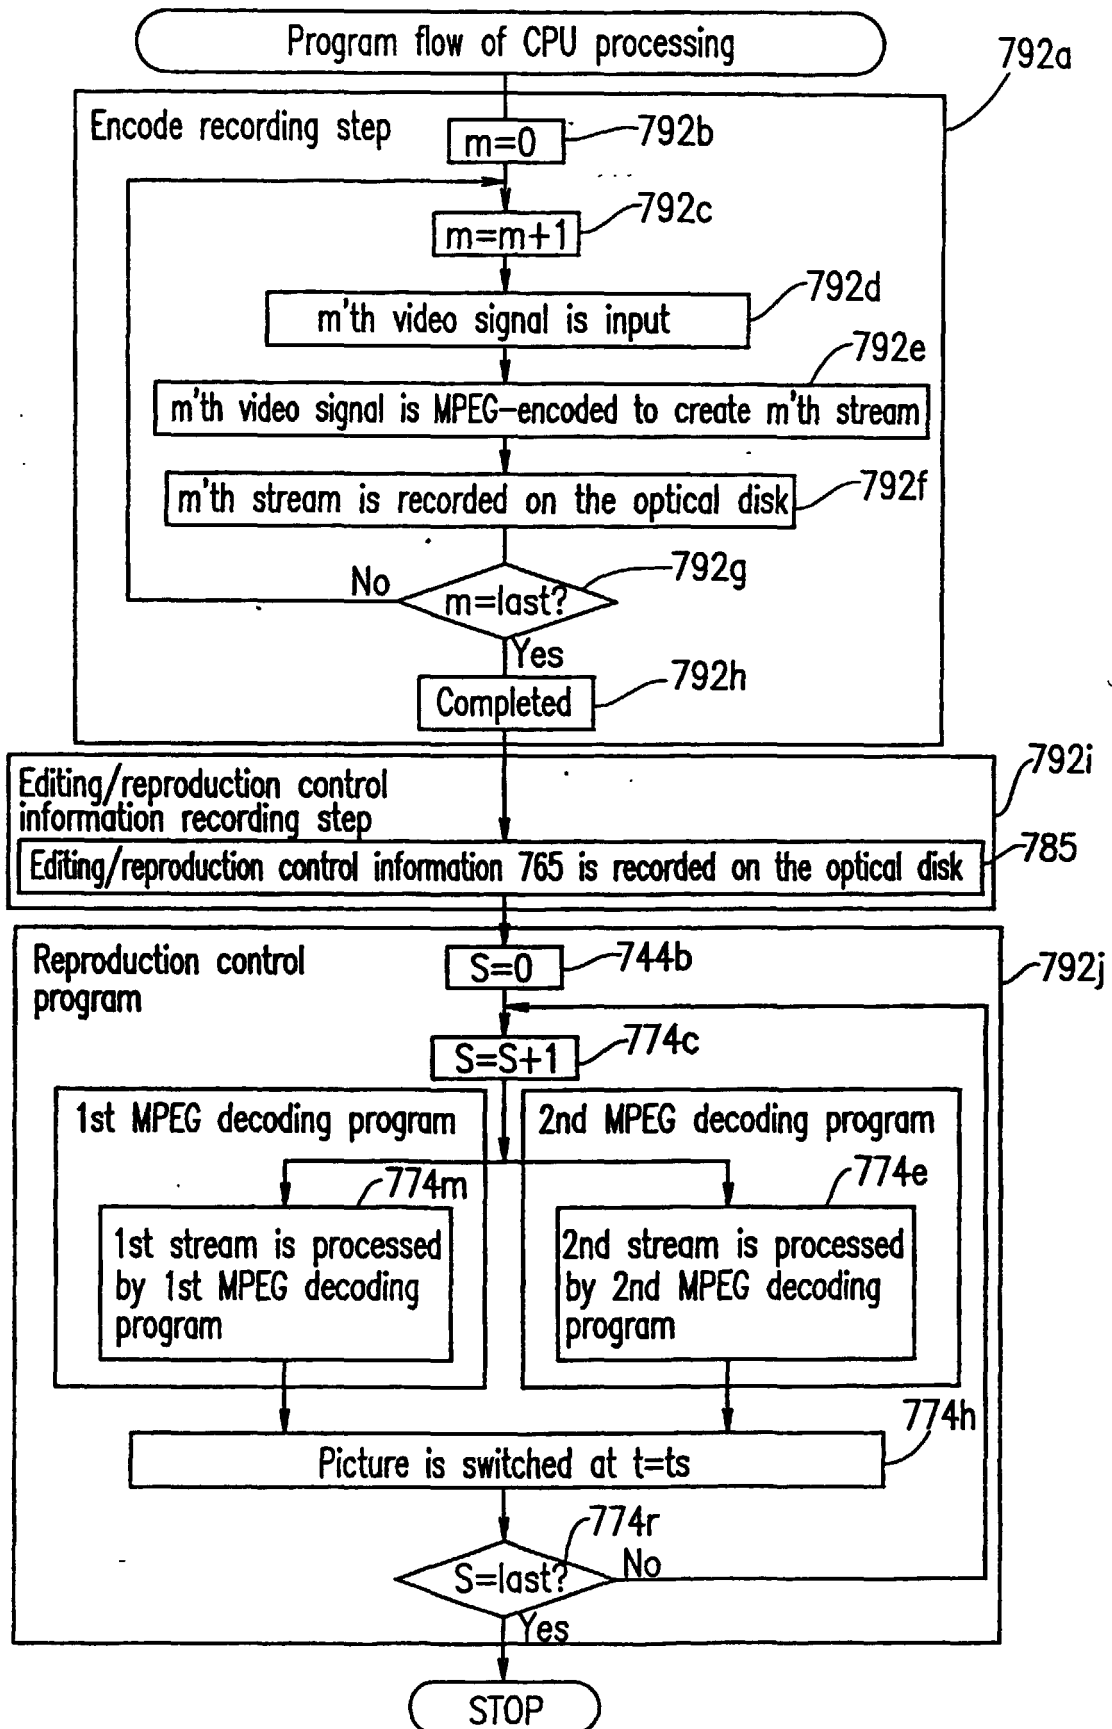 Program flow of CPU processing
792a
Encode recording step
m=0
792b
m=m+1
792c
m'th video signal is input
792d
792e
m'th video signal is MPEG-encoded to create m'th stream
m'th stream is recorded on the optical disk
792f
m=last?
792g
No
Yes
Completed
792h
792i
Editing/reproduction control
information recording step
Editing/reproduction control information 765 is recorded on the optical disk
785
Reproduction control
program
S=0
744b
792j
S=S+1
774c
1st MPEG decoding program
2nd MPEG decoding program
774m
774e
1st stream is processed
by 1st MPEG decoding
program
2nd stream is processed
by 2nd MPEG decoding
program
774h
Picture is switched at t=ts
774r
S=last?
No
Yes
STOP